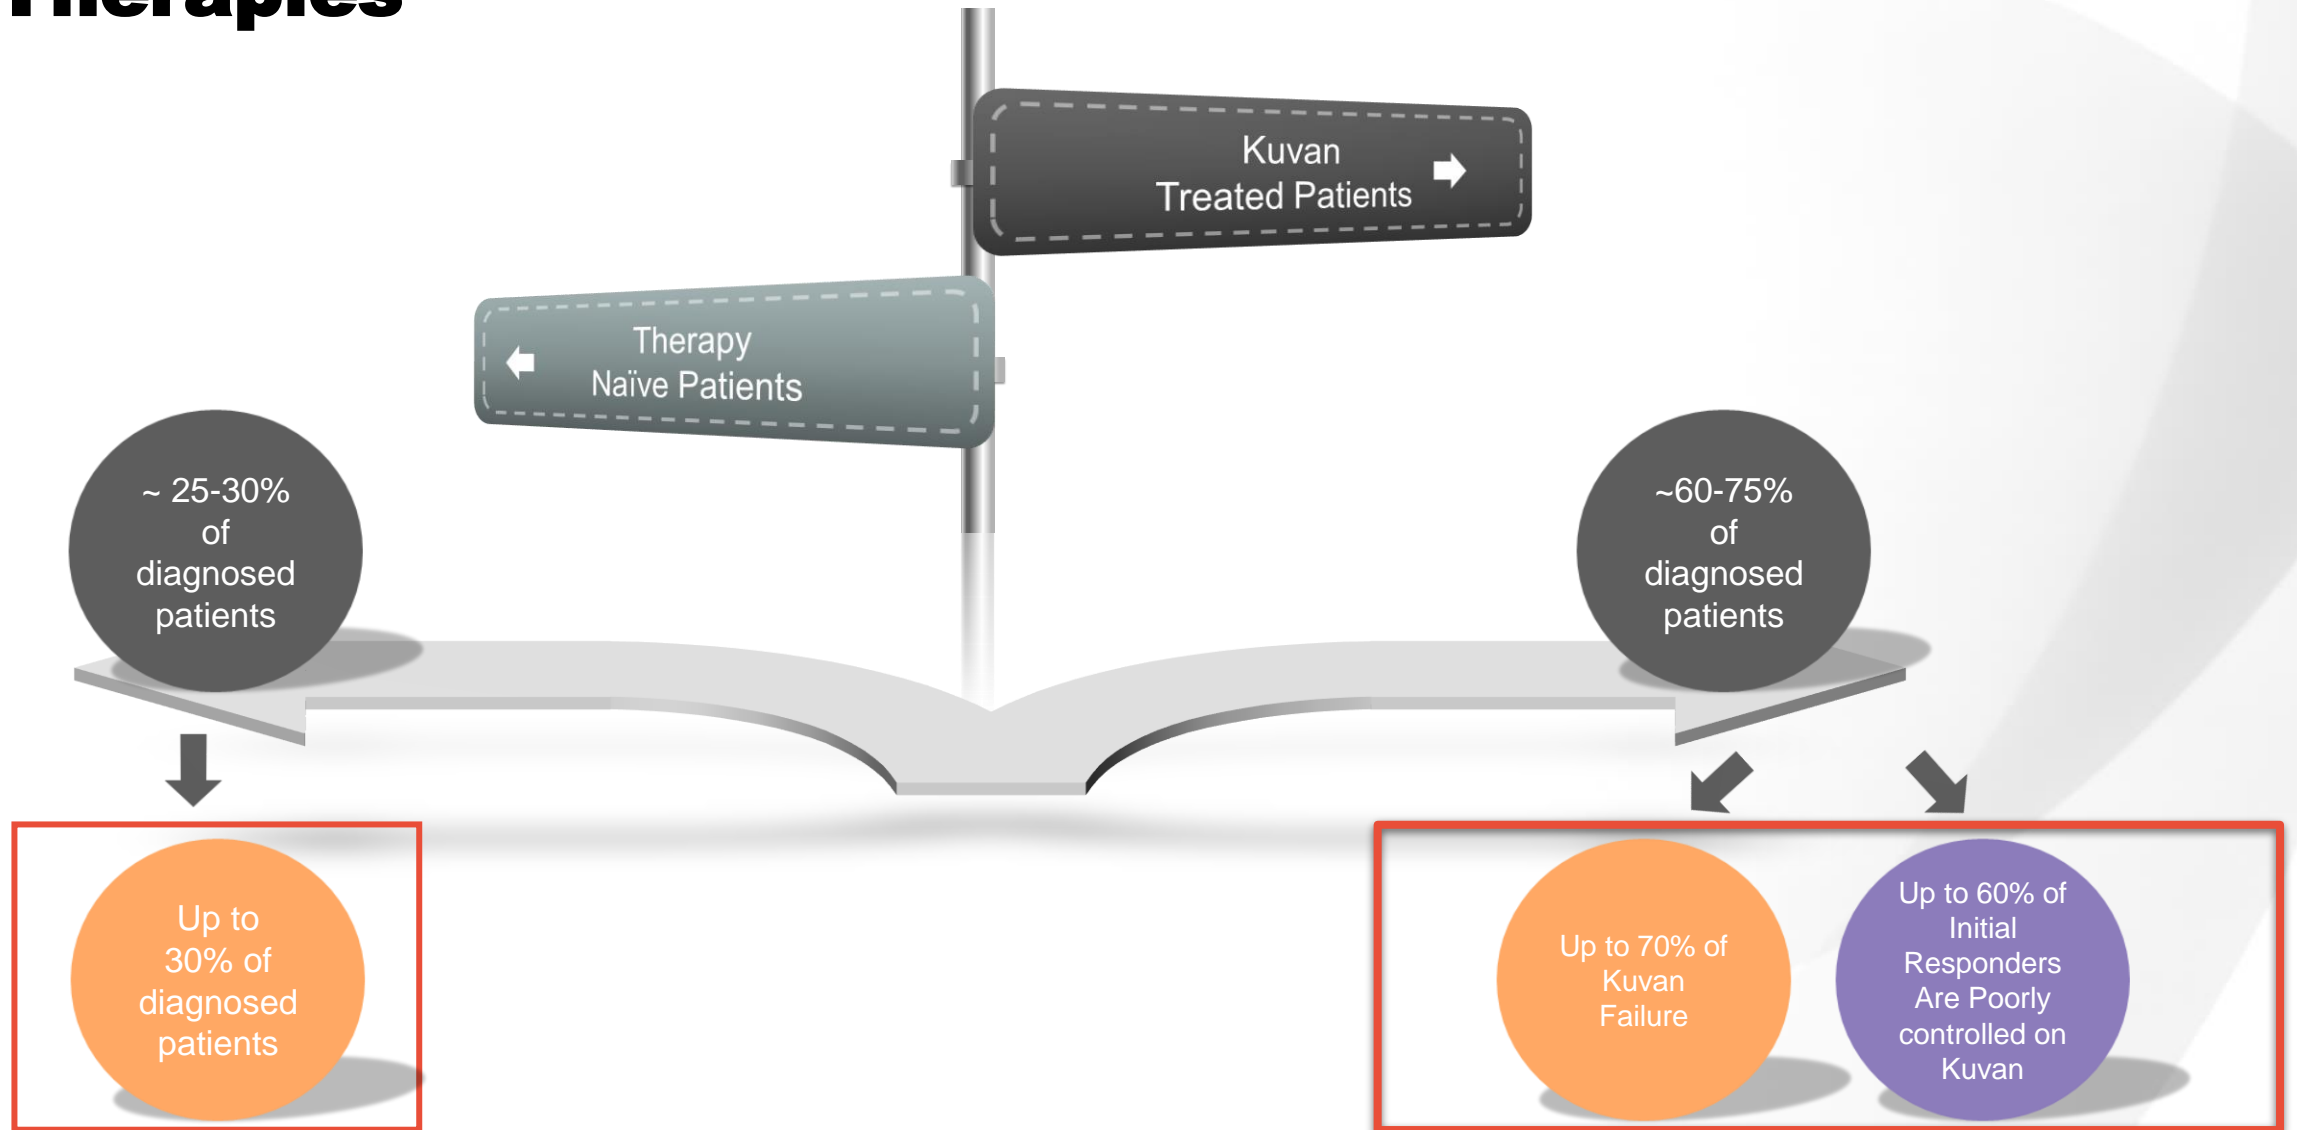 Therapies
Kuvan
Treated Patients
Therapy
Naïve Patients
~ 25-30%
of
diagnosed
patients
~60-75%
of
diagnosed
patients
Up to
30% of
diagnosed
patients
Up to 70% of
Kuvan
Failure
Up to 60% of
Initial
Responders
Are Poorly
controlled on
Kuvan